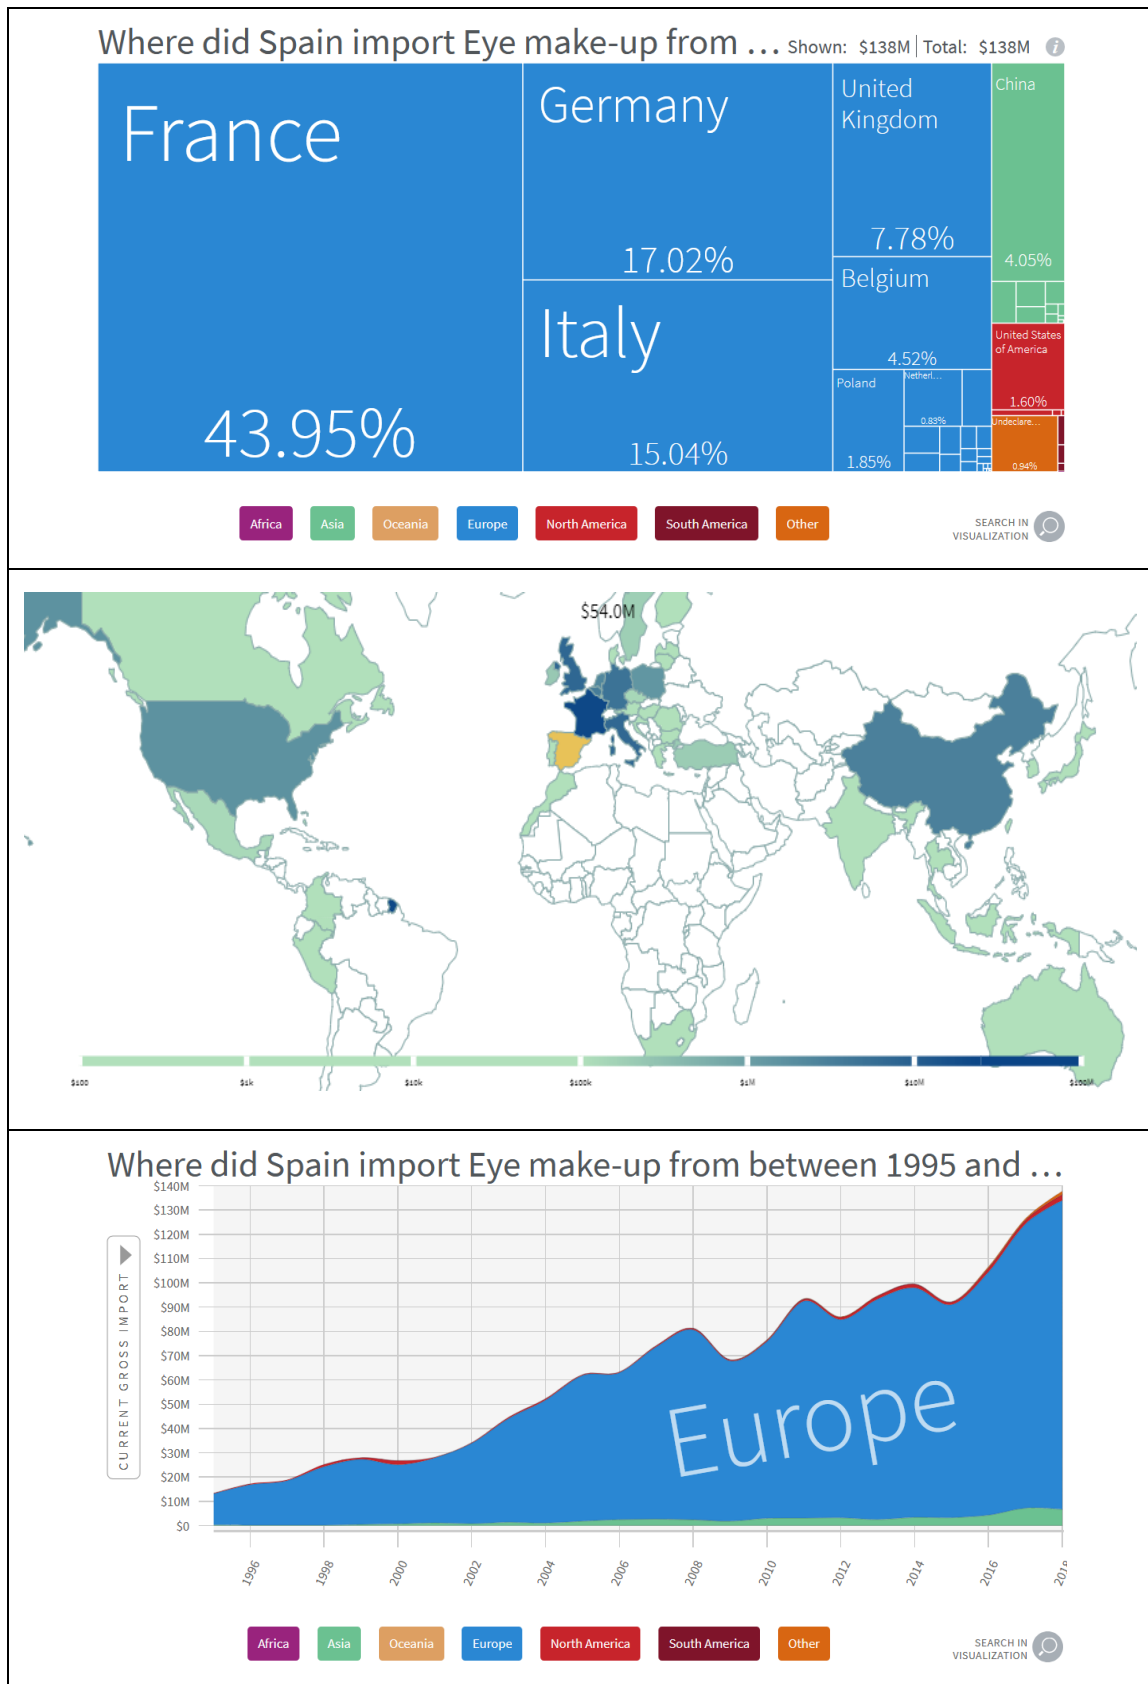 Where did Spain import Eye make-up from ... Shown: $138M | Total: $138M i
France
43.95%
Germany
17.02%
Italy
15.04%
United
Kingdom
7.78%
Belgium
4.52%
Poland
1.85%
Netherl...
0.83%
China
4.05%
United States
of America
1.60%
Undeclare...
0.94%
Africa
Asia
Oceania
Europe
North America
South America
Other
SEARCH IN
VISUALIZATION
$54.0M
$100
$1k
$10k
$100k
$1M
$10M
$100M
Where did Spain import Eye make-up from between 1995 and ...
CURRENT GROSS IMPORT
$140M
$130M
$120M
$110M
$100M
$90M
$80M
$70M
$60M
$50M
$40M
$30M
$20M
$10M
$0
Europe
1996
1998
2000
2002
2004
2006
2008
2010
2012
2014
2016
2018
Africa
Asia
Oceania
Europe
North America
South America
Other
SEARCH IN
VISUALIZATION